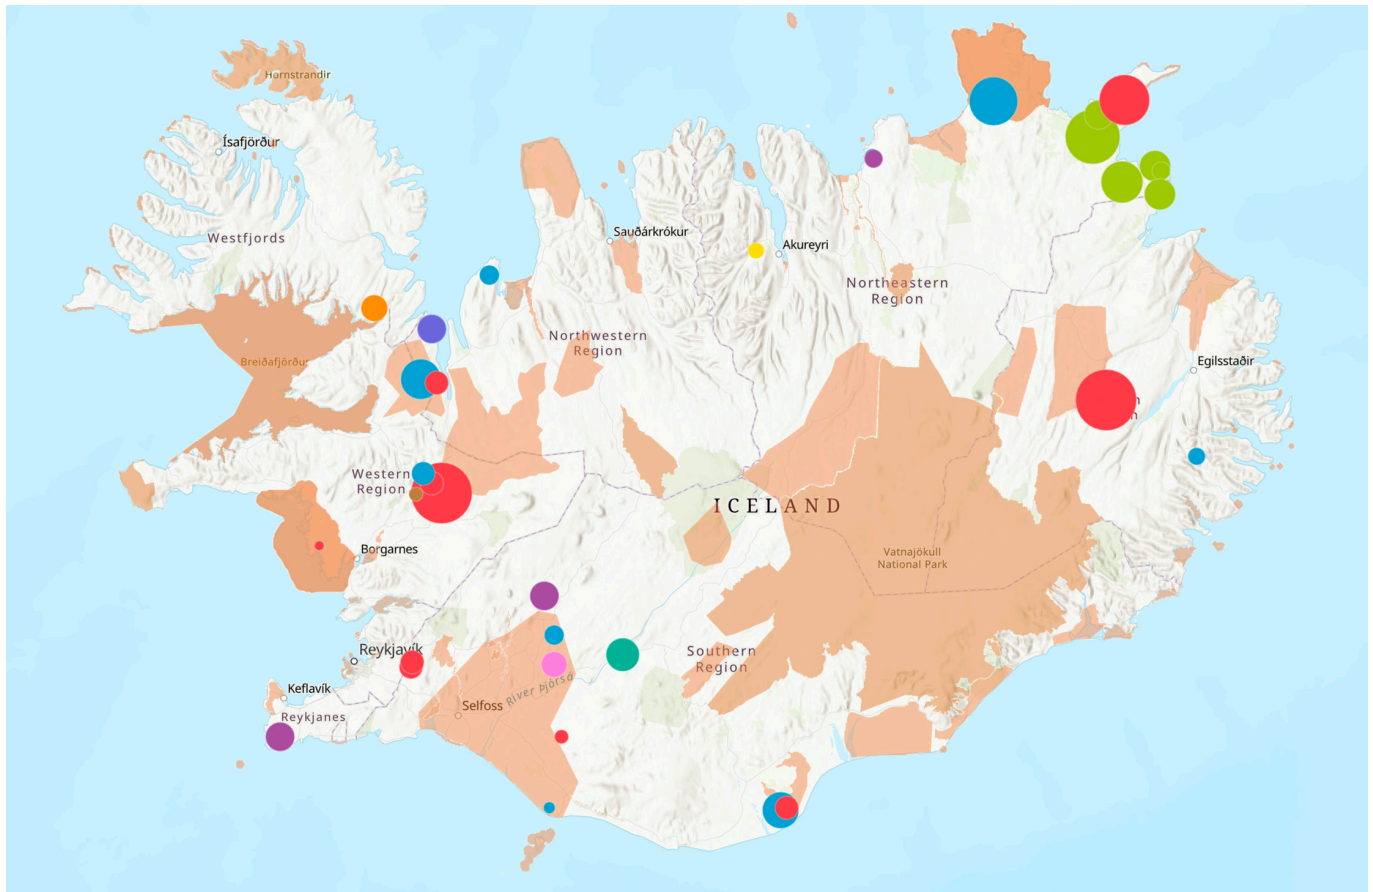 Hornstrandir
Ísafjörður
Westfjords
Sauðárkrókur
Akureyri
Northeastern
Region
Northwestern
Region
Breiðafjörður
Egilsstaðir
Western
Region
ICELAND
Borgarnes
Vatnajökull
National Park
Reykjavík
Southern
Region
Keflavík
River Þjórsá
Selfoss
Reykjanes